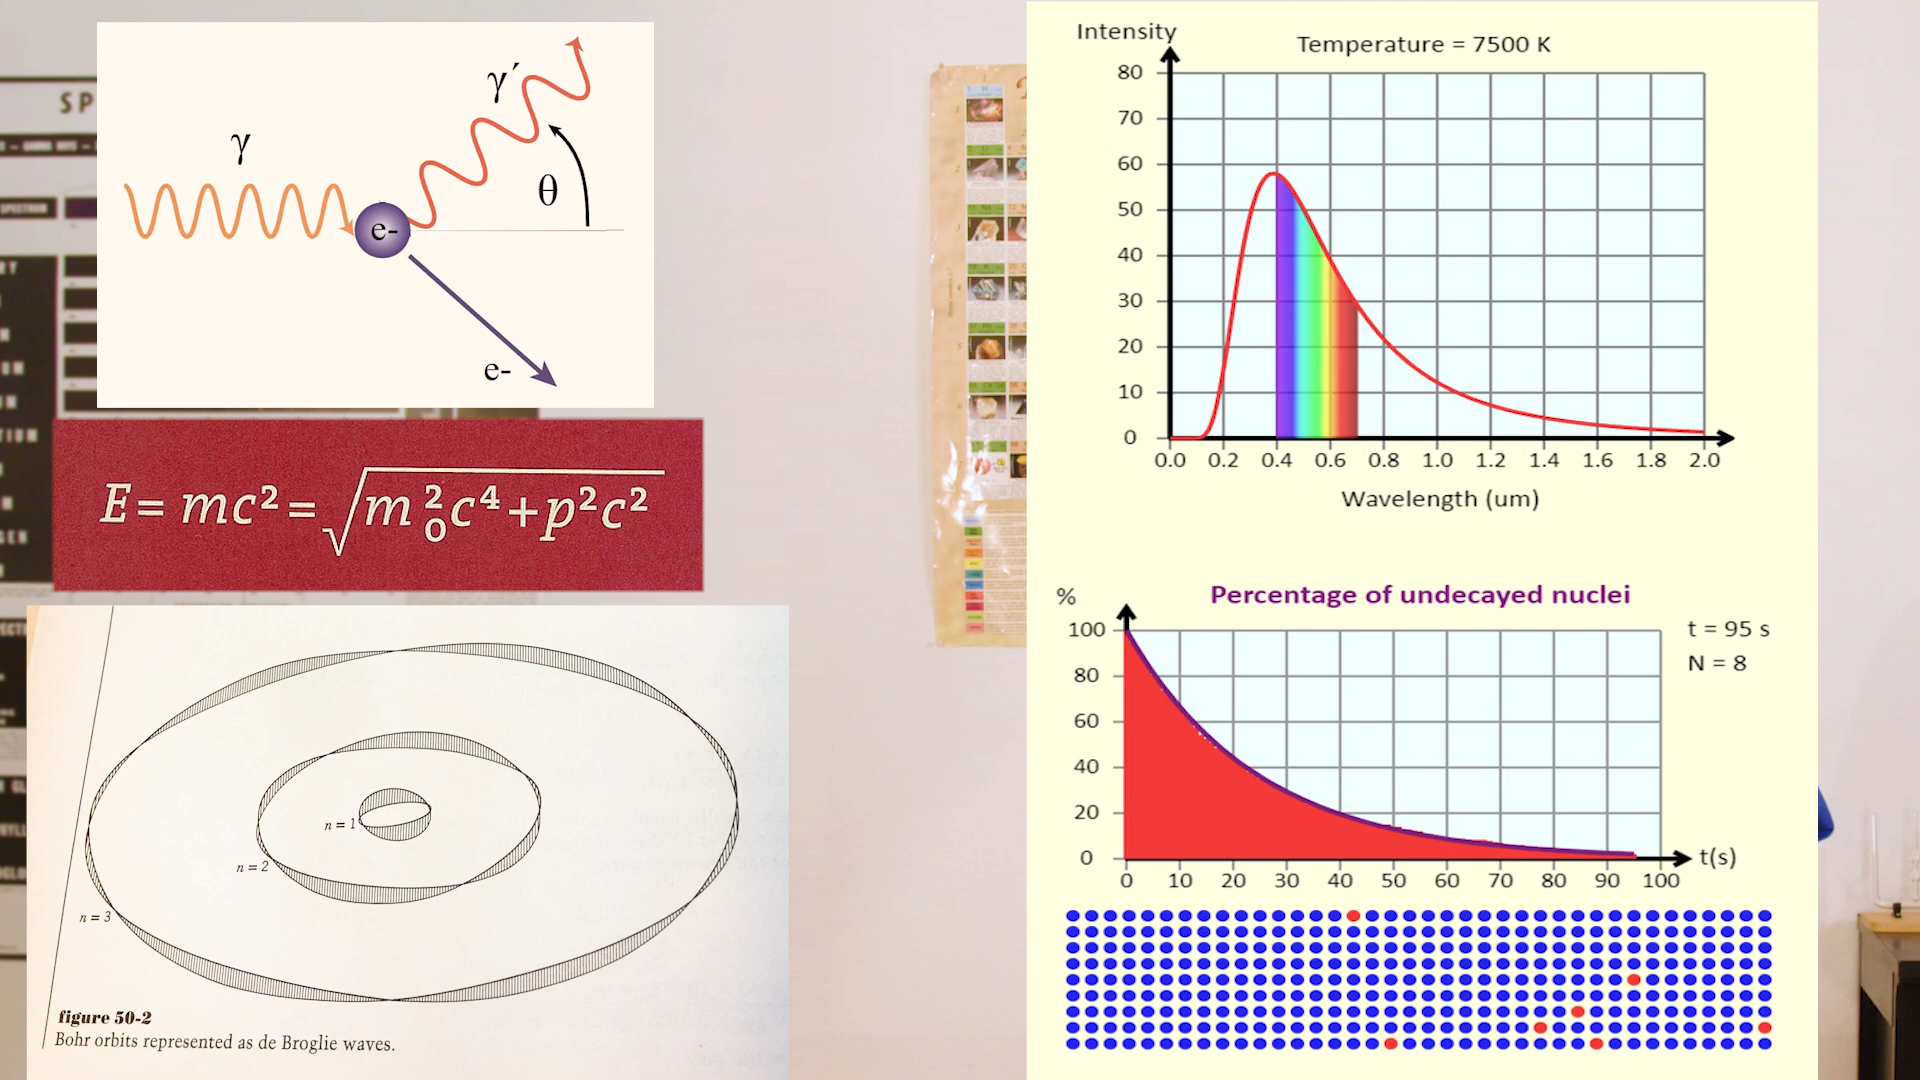 SP
γ
γ´
θ
e-
e-
E = mc² = √m₀²c⁴ + p²c²
n = 1
n = 2
n = 3
figure 50-2
Bohr orbits represented as de Broglie waves.
Intensity
Temperature = 7500 K
80
70
60
50
40
30
20
10
0
0.0 0.2 0.4 0.6 0.8 1.0 1.2 1.4 1.6 1.8 2.0
Wavelength (um)
%
Percentage of undecayed nuclei
t = 95 s
N = 8
100
80
60
40
20
0
0 10 20 30 40 50 60 70 80 90 100
t(s)